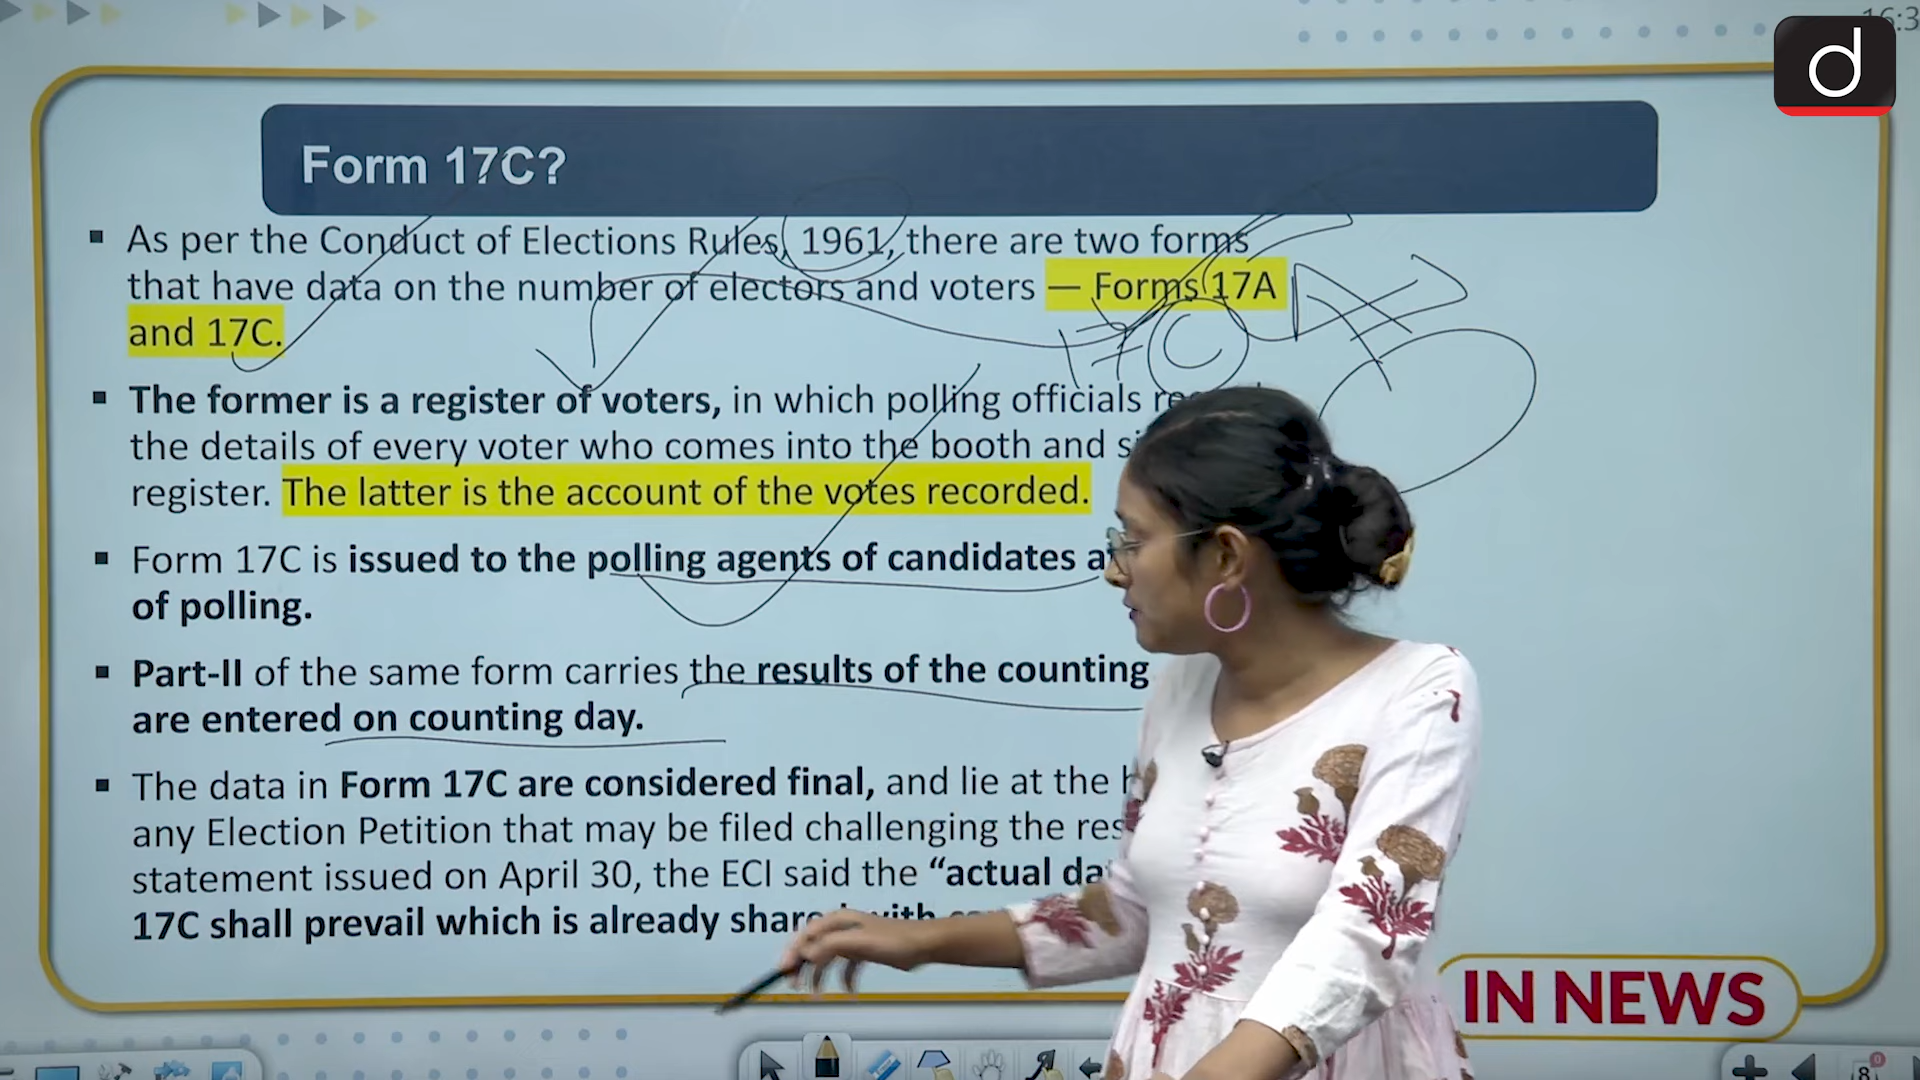 16:3
d
Form 17C?
▪ As per the Conduct of Elections Rules, 1961, there are two forms
that have data on the number of electors and voters — Forms 17A
and 17C.
17C
▪ The former is a register of voters, in which polling officials
the details of every voter who comes into the booth and
register. The latter is the account of the votes recorded.
▪ Form 17C is issued to the polling agents of candidates
of polling.
▪ Part-II of the same form carries the results of the counting
are entered on counting day.
▪ The data in Form 17C are considered final, and lie at the
any Election Petition that may be filed challenging the
statement issued on April 30, the ECI said the “actual
17C shall prevail which is already
IN NEWS
8
0